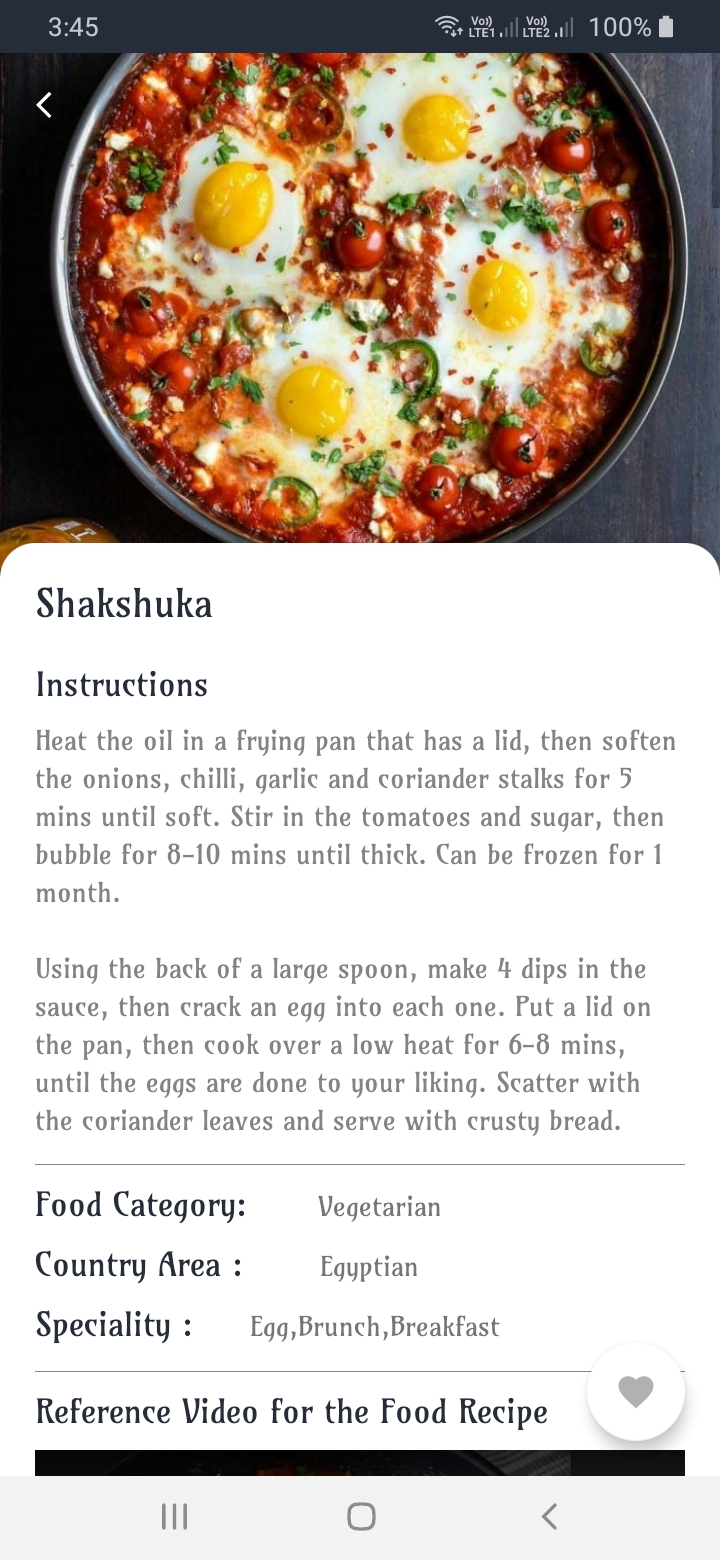 3:45
Vo)) LTE1 Vo)) LTE2 100%
Shakshuka
Instructions
Heat the oil in a frying pan that has a lid, then soften
the onions, chilli, garlic and coriander stalks for 5
mins until soft. Stir in the tomatoes and sugar, then
bubble for 8–10 mins until thick. Can be frozen for 1
month.
Using the back of a large spoon, make 4 dips in the
sauce, then crack an egg into each one. Put a lid on
the pan, then cook over a low heat for 6–8 mins,
until the eggs are done to your liking. Scatter with
the coriander leaves and serve with crusty bread.
Food Category: Vegetarian
Country Area : Egyptian
Speciality : Egg,Brunch,Breakfast
Reference Video for the Food Recipe